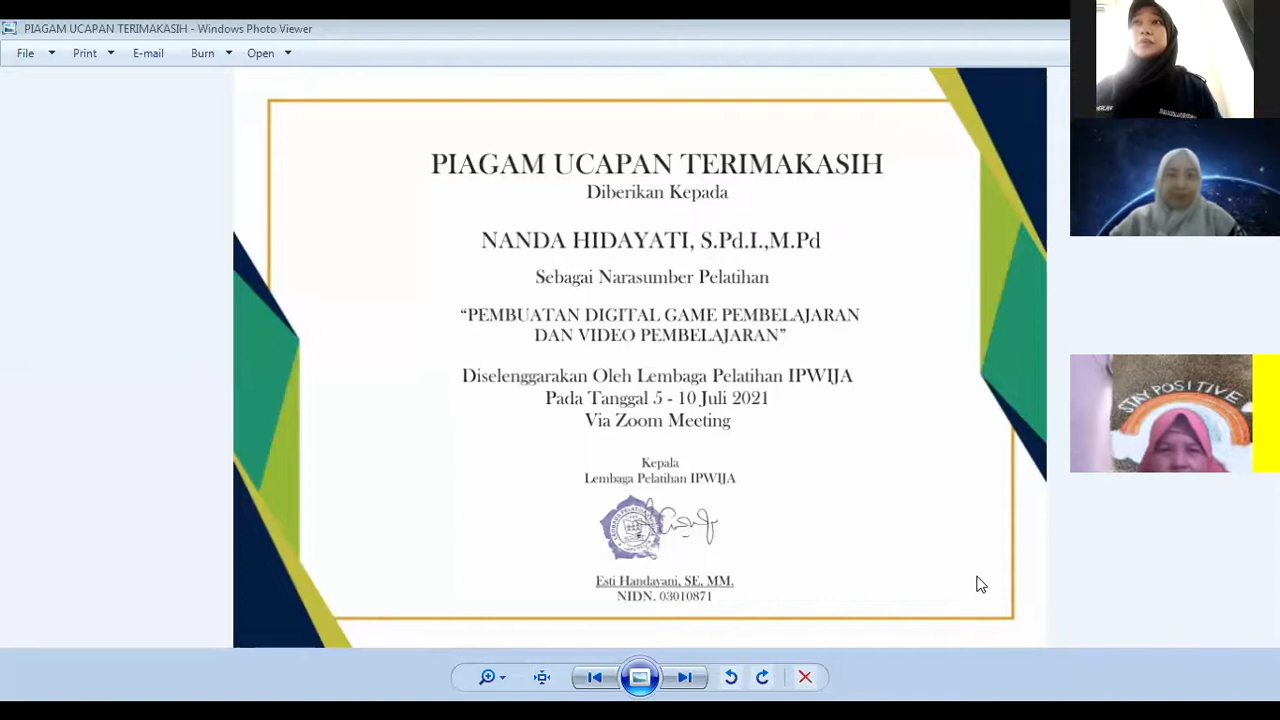 PIAGAM UCAPAN TERIMAKASIH - Windows Photo Viewer
File Print E-mail Burn Open
PIAGAM UCAPAN TERIMAKASIH
Diberikan Kepada
NANDA HIDAYATI, S.Pd.I.,M.Pd
Sebagai Narasumber Pelatihan
“PEMBUATAN DIGITAL GAME PEMBELAJARAN
DAN VIDEO PEMBELAJARAN”
Diselenggarakan Oleh Lembaga Pelatihan IPWIJA
Pada Tanggal 5 - 10 Juli 2021
Via Zoom Meeting
Kepala
Lembaga Pelatihan IPWIJA
Esti Handayani, SE, MM.
NIDN. 03010871
STAY POSITIVE